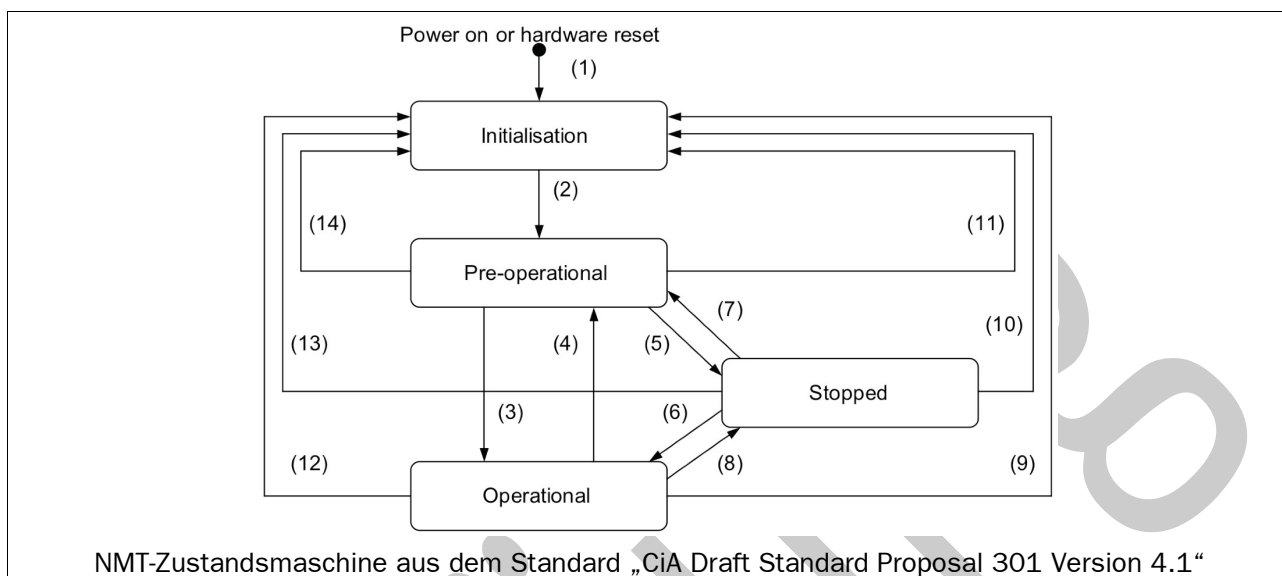 Power on or hardware reset
(1)
Initialisation
(2)
(14)
(11)
Pre-operational
(7)
(10)
(13)
(4)
(5)
Stopped
(3)
(6)
(12)
(8)
(9)
Operational
NMT-Zustandsmaschine aus dem Standard „CiA Draft Standard Proposal 301 Version 4.1“